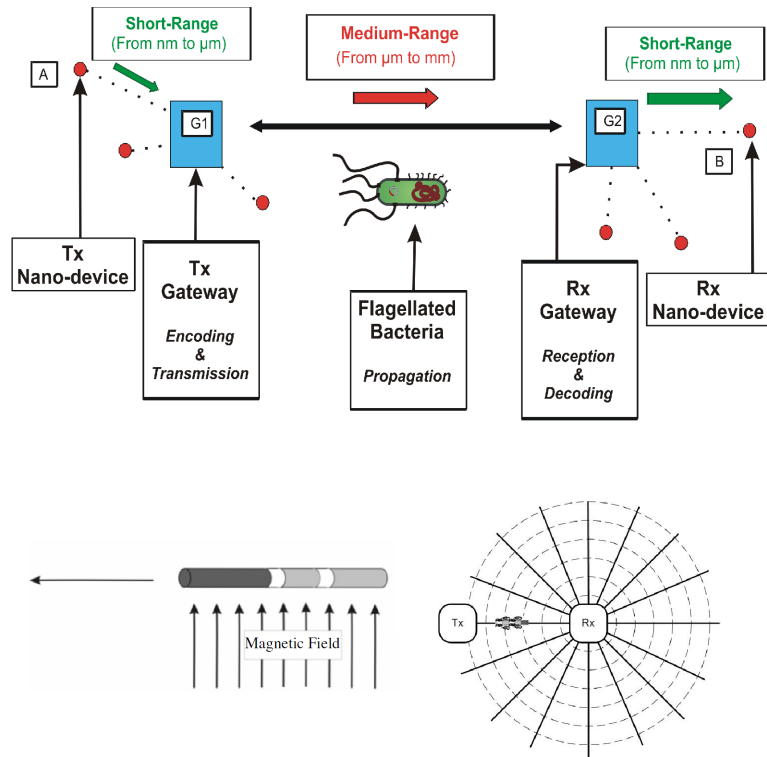 Short-Range
(From nm to µm)
Medium-Range
(From µm to mm)
Short-Range
(From nm to µm)
A
G1
G2
B
Tx
Nano-device
Tx
Gateway
Encoding
&
Transmission
Flagellated
Bacteria
Propagation
Rx
Gateway
Reception
&
Decoding
Rx
Nano-device
Magnetic Field
Tx
Rx